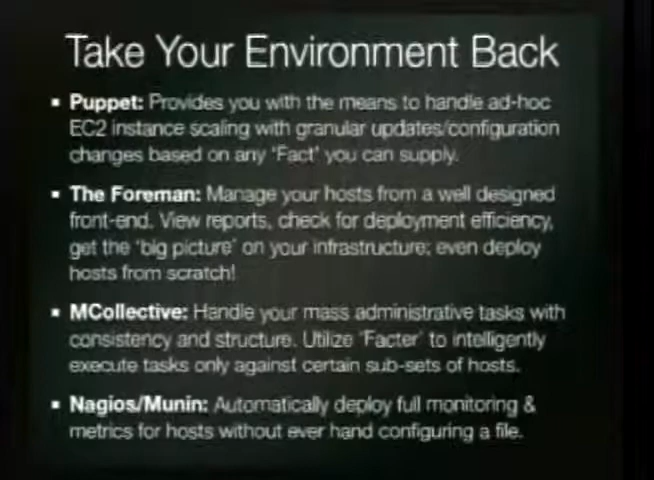 Take Your Environment Back
▪ Puppet: Provides you with the means to handle ad-hoc
EC2 instance scaling with granular updates/configuration
changes based on any 'Fact' you can supply.
▪ The Foreman: Manage your hosts from a well designed
front-end. View reports, check for deployment efficiency,
get the 'big picture' on your infrastructure; even deploy
hosts from scratch!
▪ MCollective: Handle your mass administrative tasks with
consistency and structure. Utilize 'Facter' to intelligently
execute tasks only against certain sub-sets of hosts.
▪ Nagios/Munin: Automatically deploy full monitoring &
metrics for hosts without ever hand configuring a file.